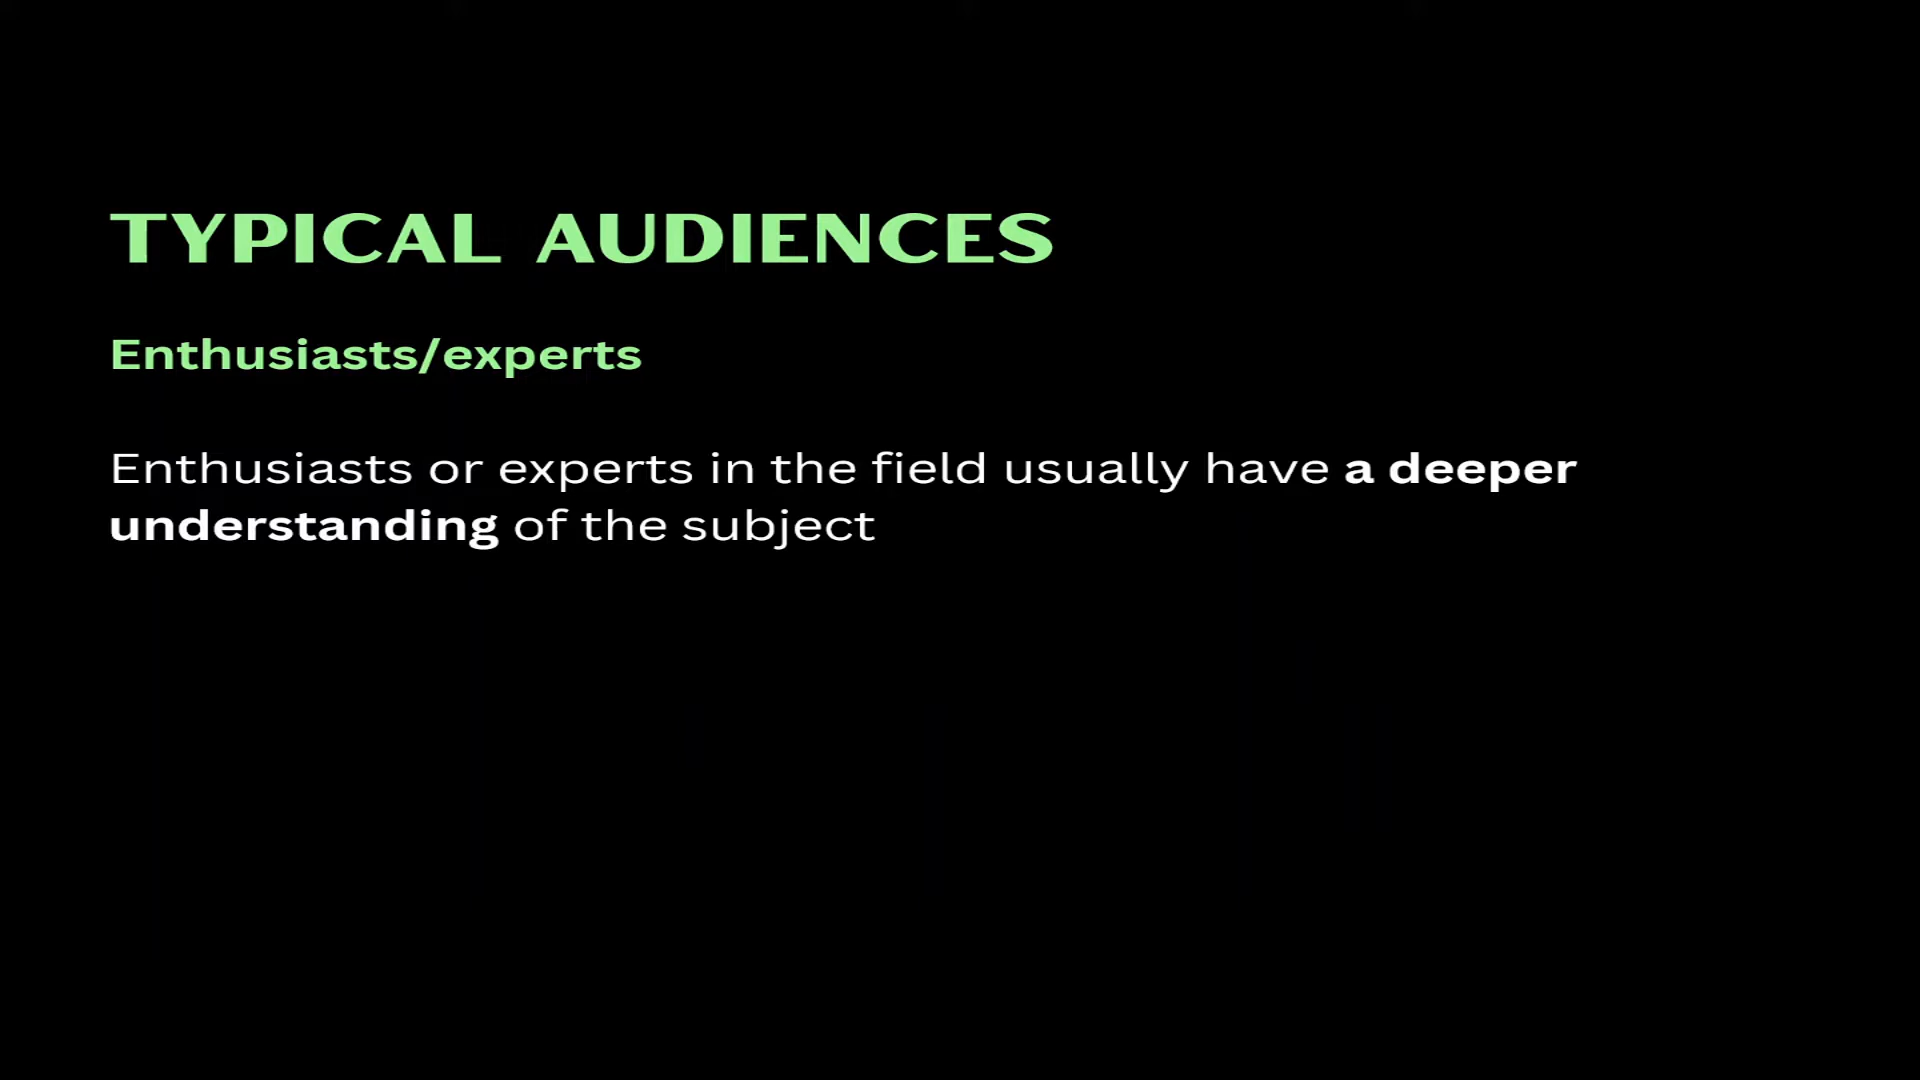 TYPICAL AUDIENCES
Enthusiasts/experts
Enthusiasts or experts in the field usually have a deeper
understanding of the subject